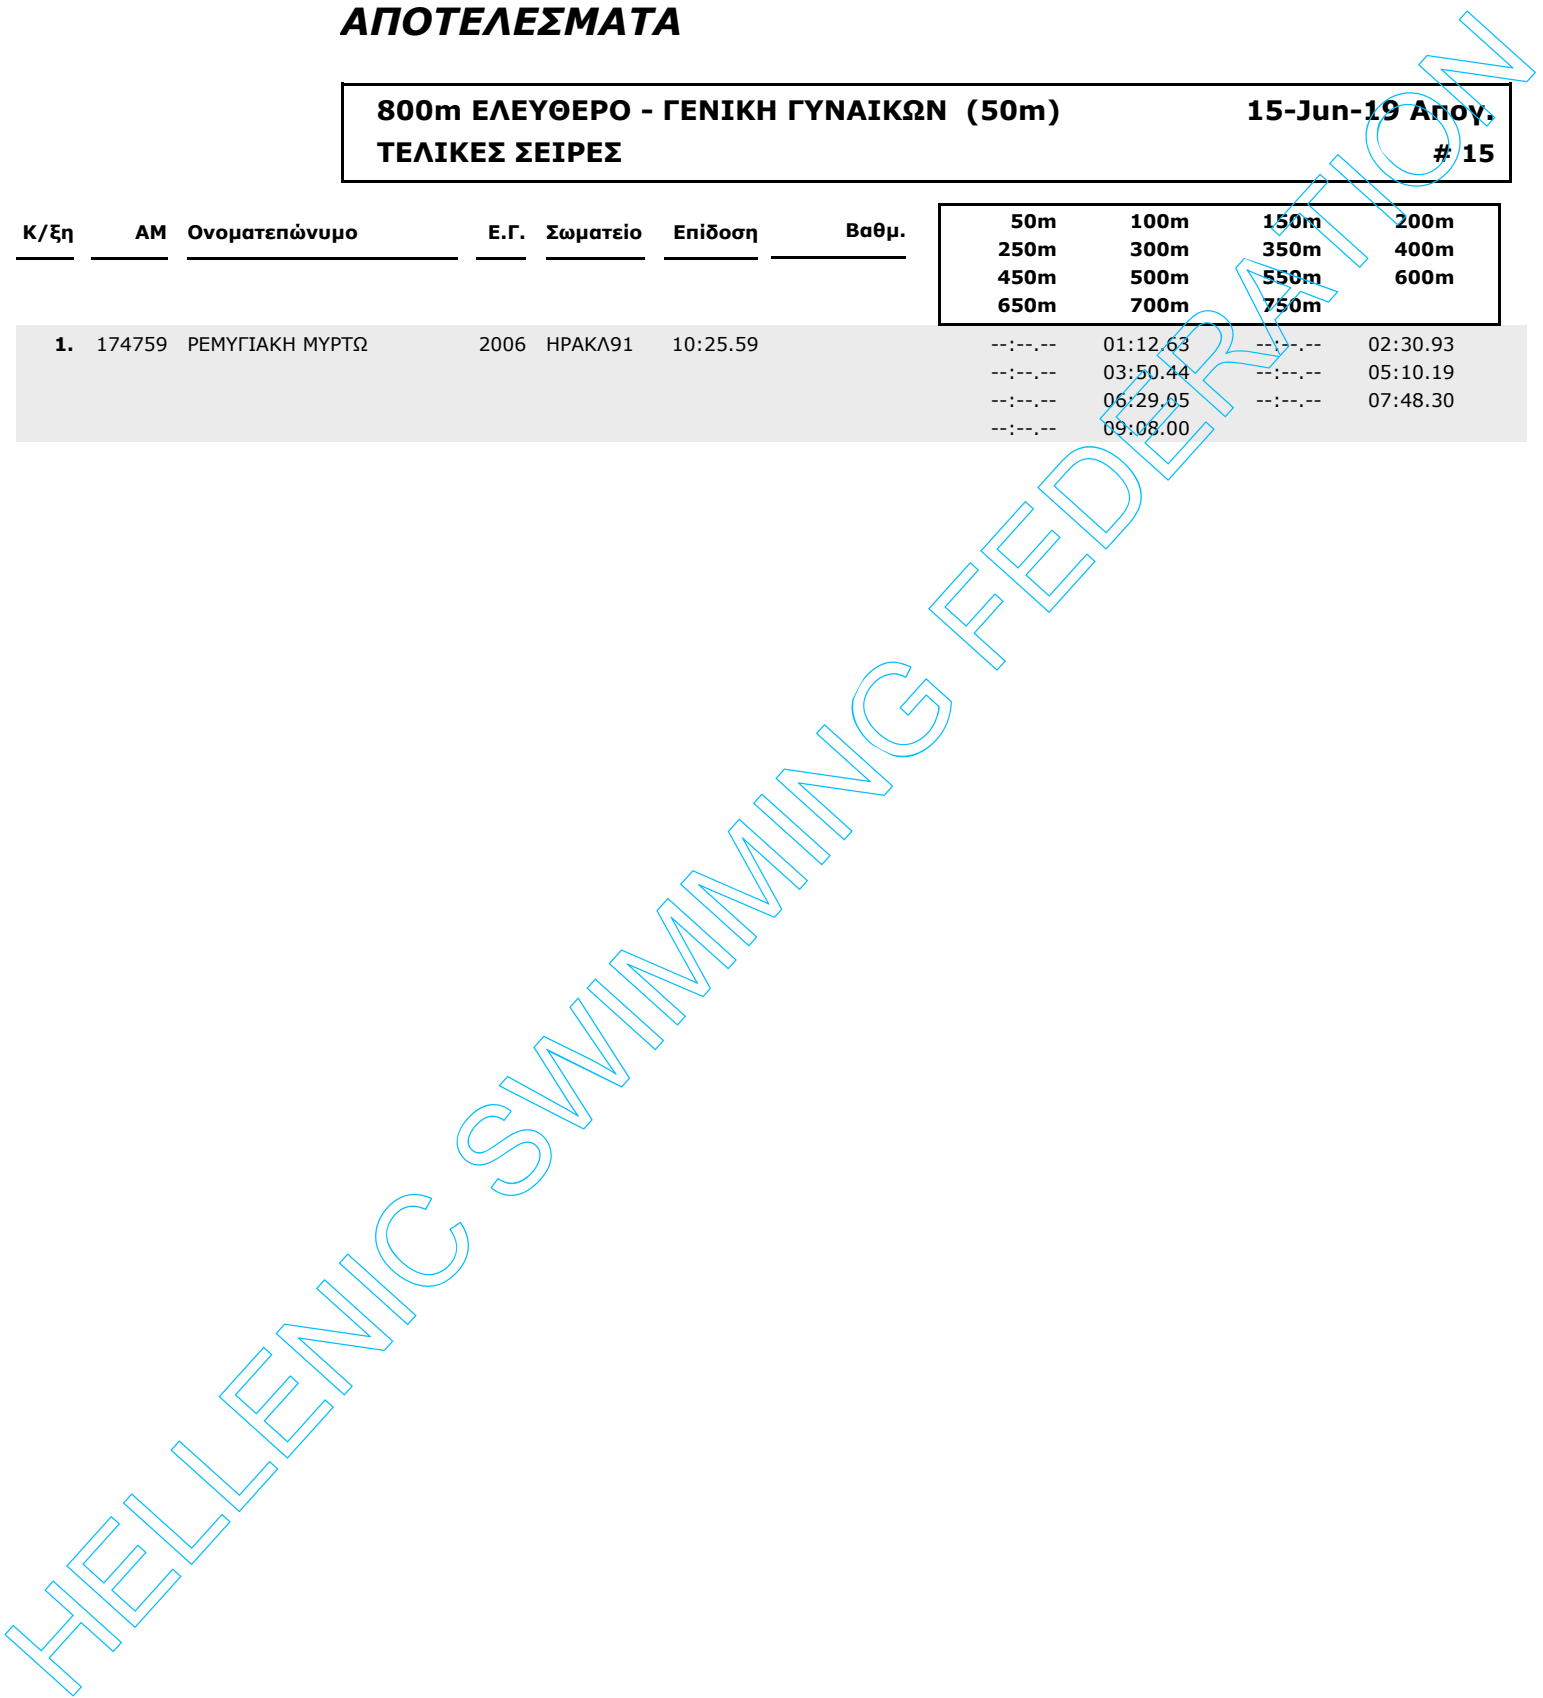 ΑΠΟΤΕΛΕΣΜΑΤΑ
800m ΕΛΕΥΘΕΡΟ - ΓΕΝΙΚΗ ΓΥΝΑΙΚΩΝ (50m) 15-Jun-19 Απογ.
ΤΕΛΙΚΕΣ ΣΕΙΡΕΣ # 15
Κ/ξη ΑΜ Ονοματεπώνυμο Ε.Γ. Σωματείο Επίδοση Βαθμ. 50m 100m 150m 200m
250m 300m 350m 400m
450m 500m 550m 600m
650m 700m 750m
1. 174759 ΡΕΜΥΓΙΑΚΗ ΜΥΡΤΩ 2006 ΗΡΑΚΛ91 10:25.59 --:--.-- 01:12.63 --:--.-- 02:30.93
--:--.-- 03:50.44 --:--.-- 05:10.19
--:--.-- 06:29.05 --:--.-- 07:48.30
--:--.-- 09:08.00
HELLENIC SWIMMING FEDERATION